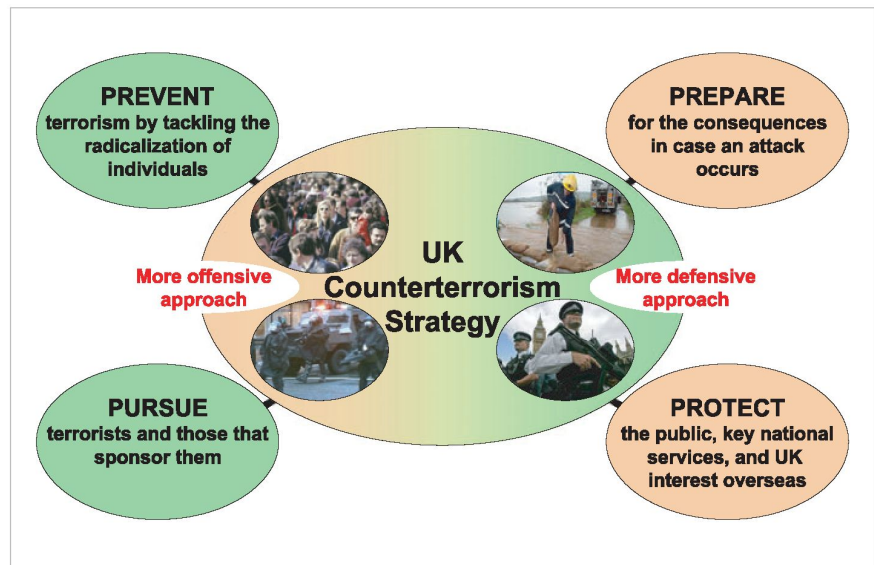 PREVENT
terrorism by tackling the
radicalization of
individuals
PREPARE
for the consequences
in case an attack
occurs
More offensive
approach
UK
Counterterrorism
Strategy
More defensive
approach
PURSUE
terrorists and those that
sponsor them
PROTECT
the public, key national
services, and UK
interest overseas